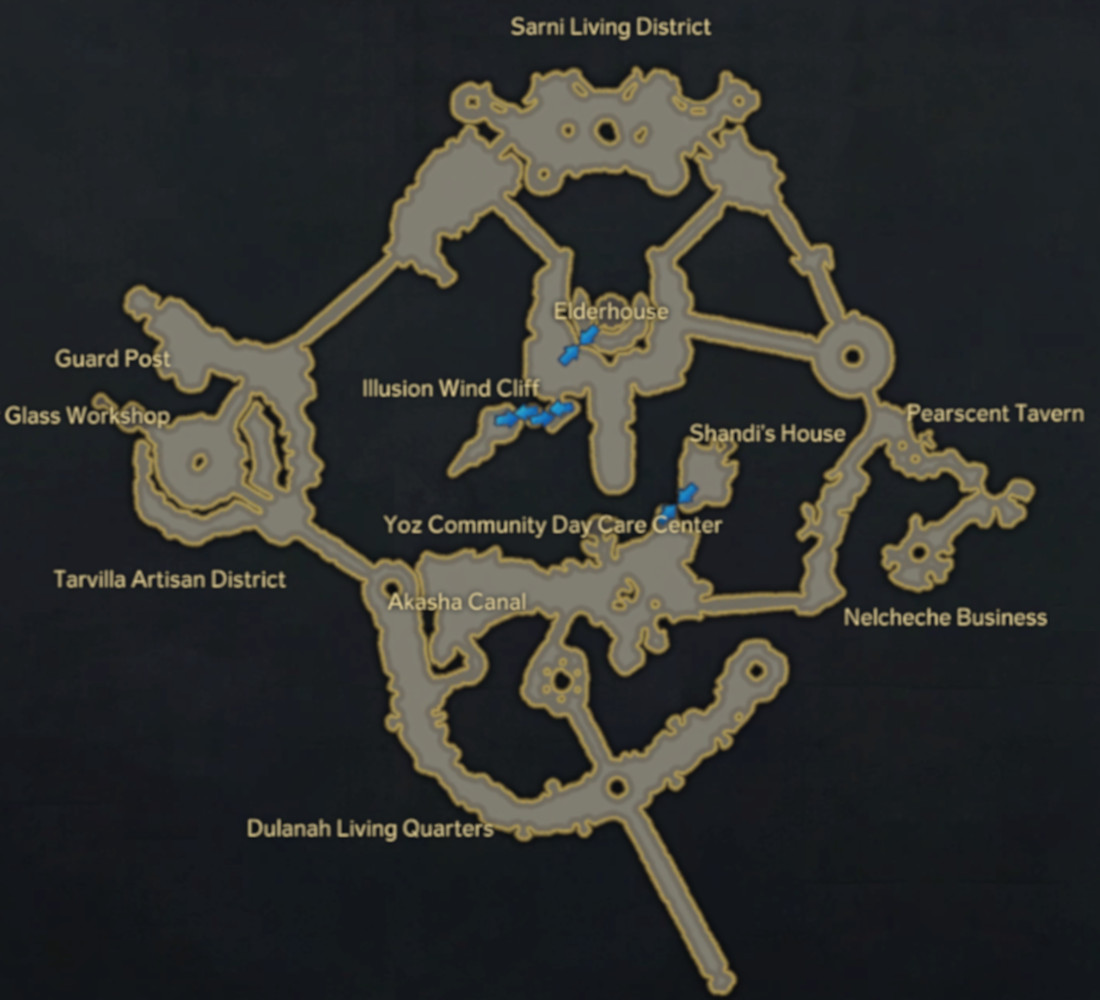 Sarni Living District
Elderhouse
Guard Post
Illusion Wind Cliff
Glass Workshop
Pearscent Tavern
Shandi's House
Yoz Community Day Care Center
Tarvilla Artisan District
Akasha Canal
Nelcheche Business
Dulanah Living Quarters